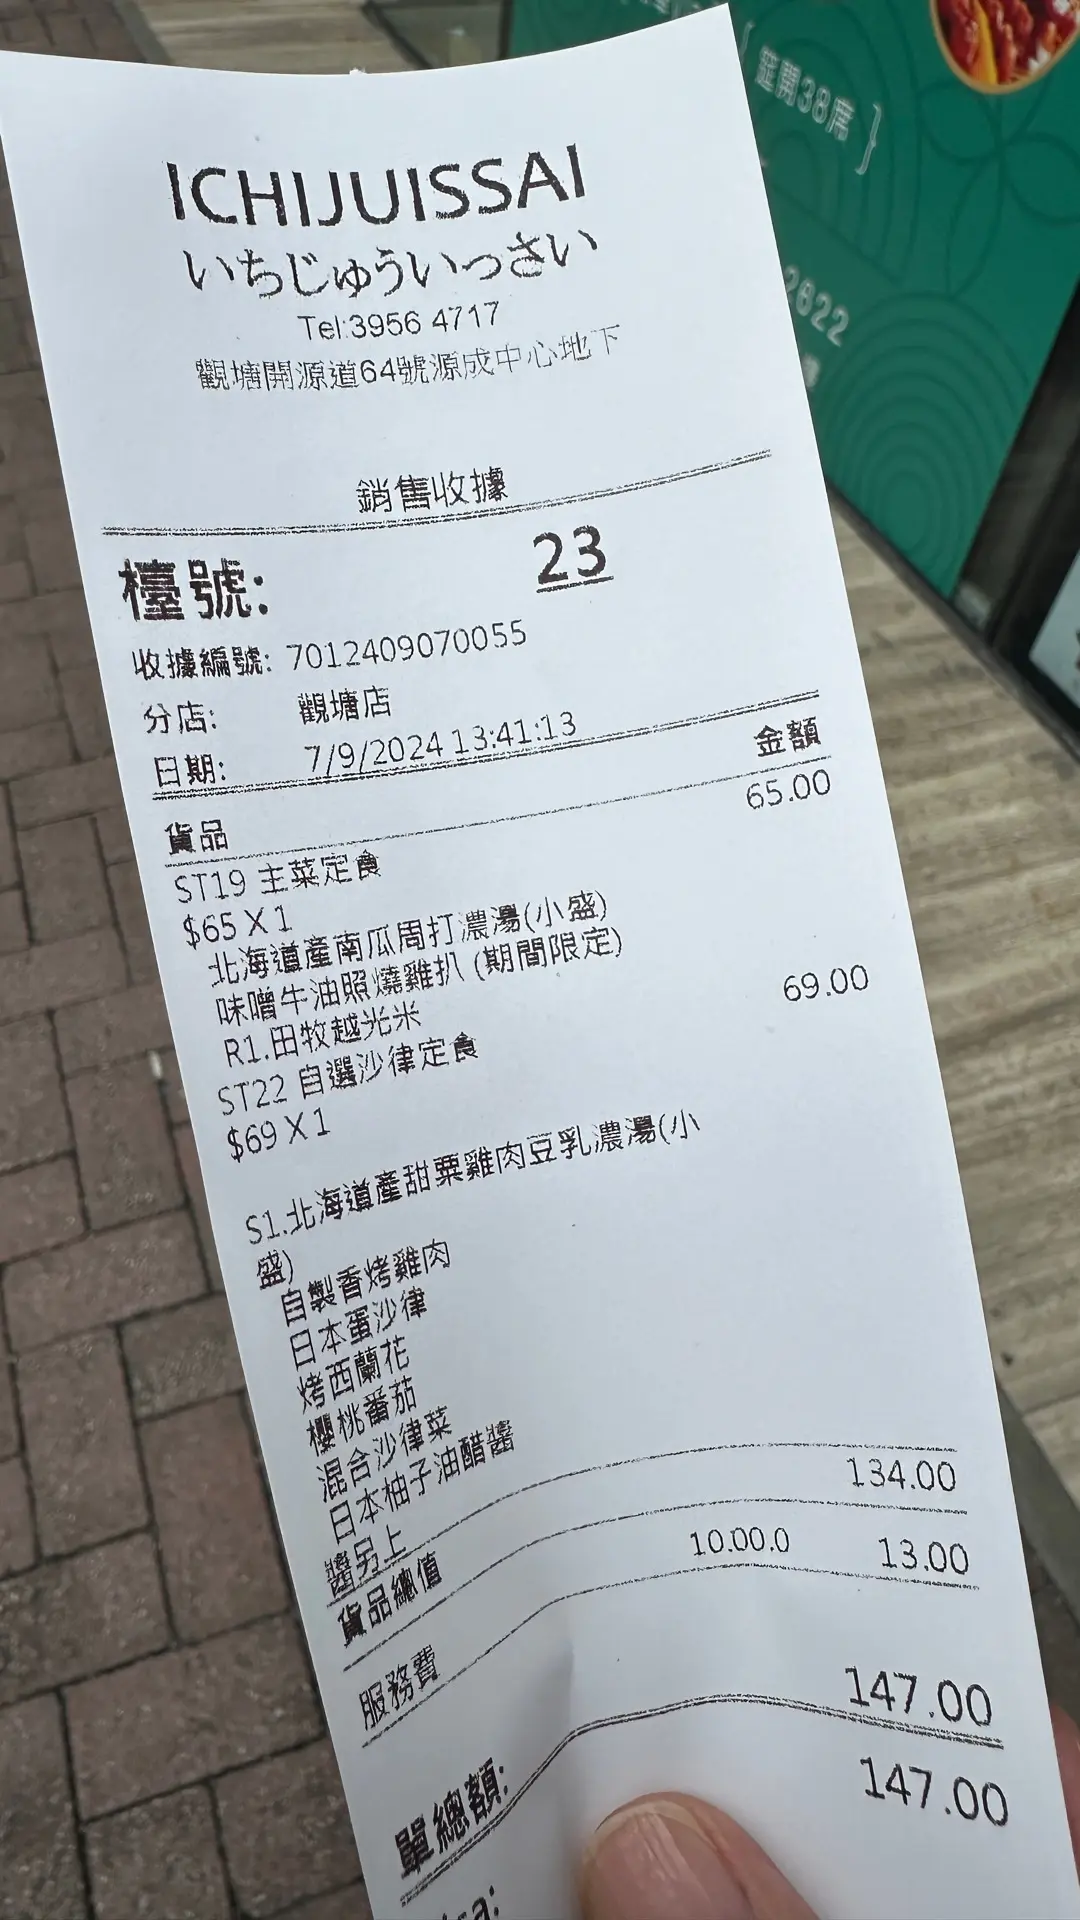 ICHIJUISSAI
いちじゅういっさい
Tel:3956 4717
觀塘開源道64號源成中心地下
銷售收據
檯號: 23
收據編號: 7012409070055
分店: 觀塘店
日期: 7/9/2024 13:41:13
貨品 金額
ST19 主菜定食 65.00
$65 X 1
北海道產南瓜周打濃湯(小盛)
味噌牛油照燒雞扒 (期間限定)
R1.田牧越光米
ST22 自選沙律定食 69.00
$69 X 1
S1.北海道產甜粟雞肉豆乳濃湯(小
盛)
自製香烤雞肉
日本蛋沙律
烤西蘭花
櫻桃番茄
混合沙律菜
日本柚子油醋醬
醬另上
貨品總值 134.00
服務費 10.00.0 13.00
單總額: 147.00
147.00
筵開38席
2622